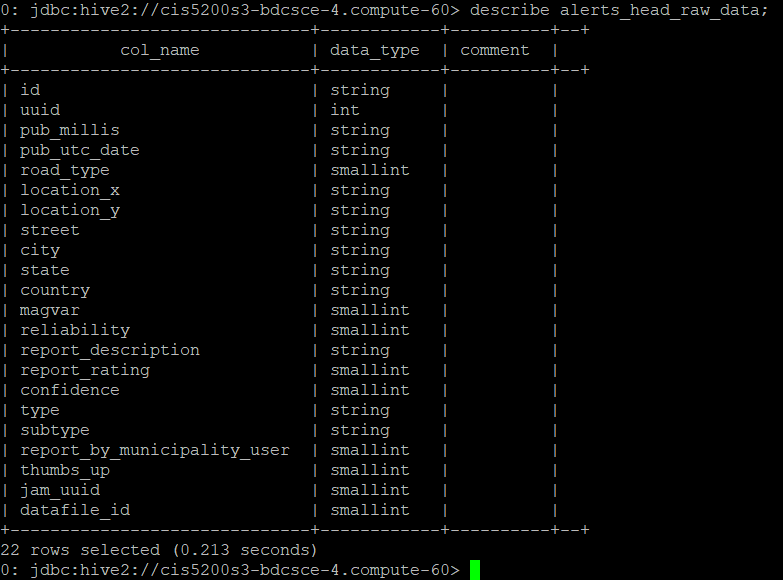 0: jdbc:hive2://cis5200s3-bdcsce-4.compute-60> describe alerts_head_raw_data;
+------------------------------+------------+----------+--+
|           col_name           | data_type  | comment  |
+------------------------------+------------+----------+--+
| id                           | string     |          |
| uuid                         | int        |          |
| pub_millis                   | string     |          |
| pub_utc_date                 | string     |          |
| road_type                    | smallint   |          |
| location_x                   | string     |          |
| location_y                   | string     |          |
| street                       | string     |          |
| city                         | string     |          |
| state                        | string     |          |
| country                      | string     |          |
| magvar                       | smallint   |          |
| reliability                  | smallint   |          |
| report_description           | string     |          |
| report_rating                | smallint   |          |
| confidence                   | smallint   |          |
| type                         | string     |          |
| subtype                      | string     |          |
| report_by_municipality_user  | smallint   |          |
| thumbs_up                    | smallint   |          |
| jam_uuid                     | smallint   |          |
| datafile_id                  | smallint   |          |
+------------------------------+------------+----------+--+
22 rows selected (0.213 seconds)
0: jdbc:hive2://cis5200s3-bdcsce-4.compute-60>